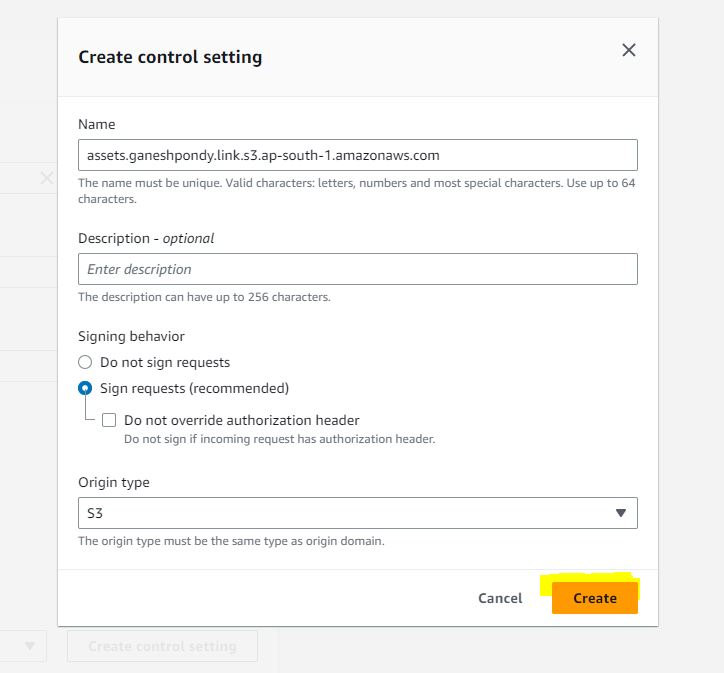 Create control setting
Name
assets.ganeshpondy.link.s3.ap-south-1.amazonaws.com
The name must be unique. Valid characters: letters, numbers and most special characters. Use up to 64
characters.
Description - optional
Enter description
The description can have up to 256 characters.
Signing behavior
Do not sign requests
Sign requests (recommended)
Do not override authorization header
Do not sign if incoming request has authorization header.
Origin type
S3
The origin type must be the same type as origin domain.
Cancel Create
Create control setting